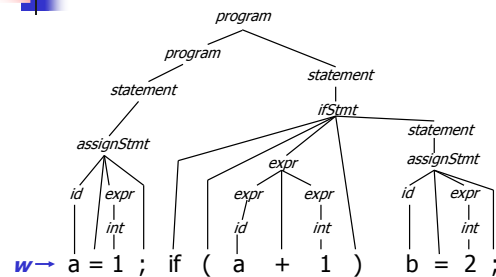 program
program
statement
statement
ifStmt
assignStmt
statement
expr
assignStmt
id expr
expr expr
id expr
int
id int
int
w → a = 1 ; if ( a + 1 ) b = 2 ;